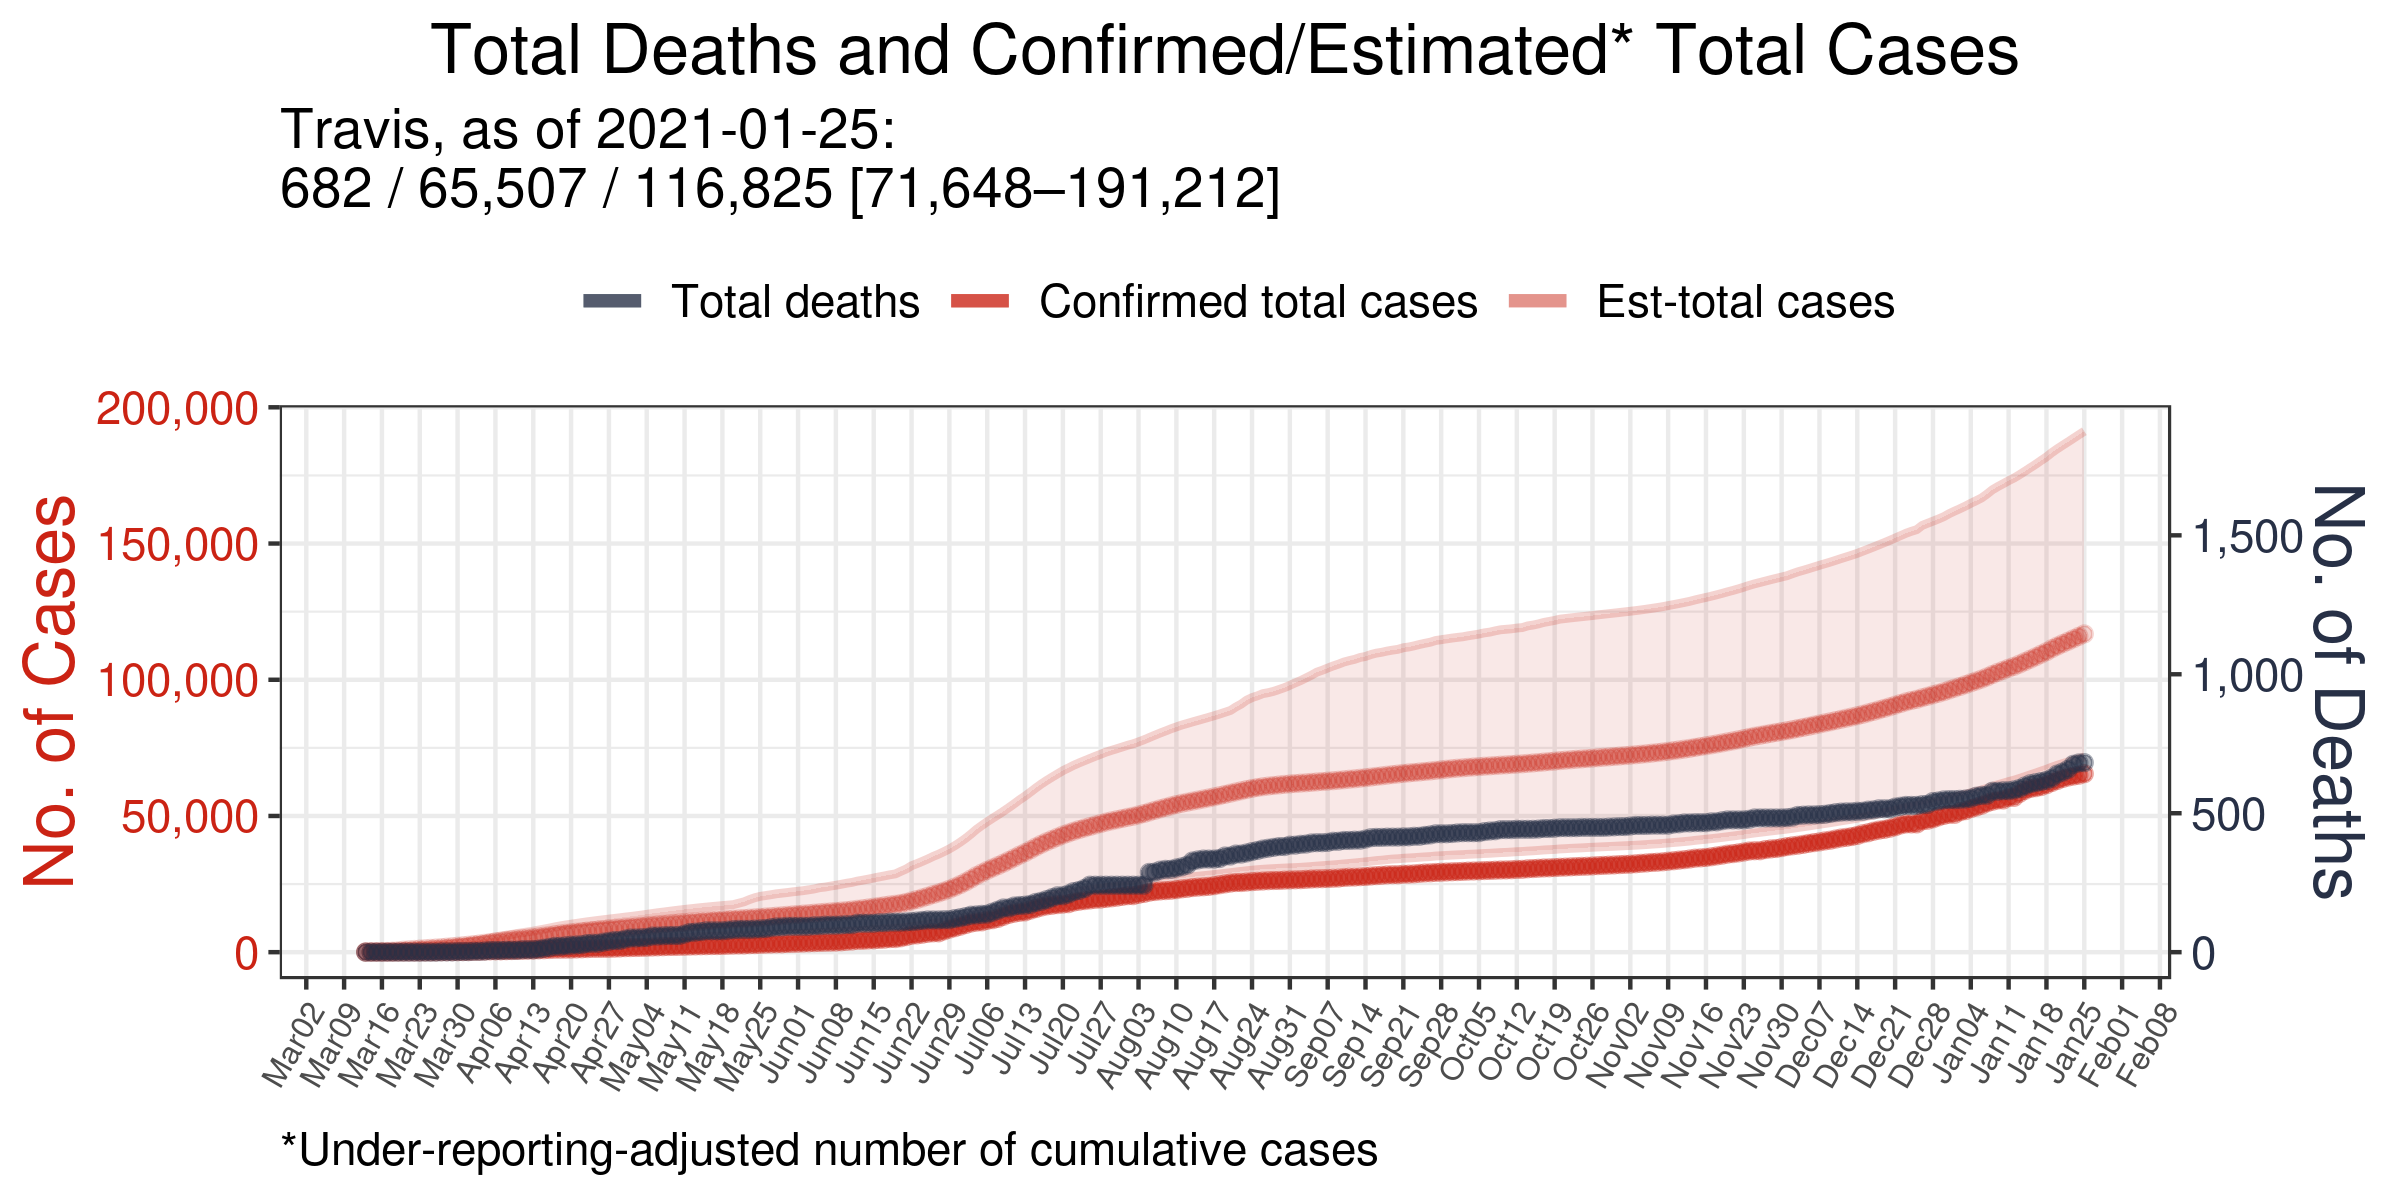 Total Deaths and Confirmed/Estimated* Total Cases
Travis, as of 2021-01-25:
682 / 65,507 / 116,825 [71,648–191,212]
Total deaths
Confirmed total cases
Est-total cases
No. of Cases
200,000
150,000
100,000
50,000
0
1,500
1,000
500
0
No. of Deaths
Mar02
Mar09
Mar16
Mar23
Mar30
Apr06
Apr13
Apr20
Apr27
May04
May11
May18
May25
Jun01
Jun08
Jun15
Jun22
Jun29
Jul06
Jul13
Jul20
Jul27
Aug03
Aug10
Aug17
Aug24
Aug31
Sep07
Sep14
Sep21
Sep28
Oct05
Oct12
Oct19
Oct26
Nov02
Nov09
Nov16
Nov23
Nov30
Dec07
Dec14
Dec21
Dec28
Jan04
Jan11
Jan18
Jan25
Feb01
Feb08
*Under-reporting-adjusted number of cumulative cases